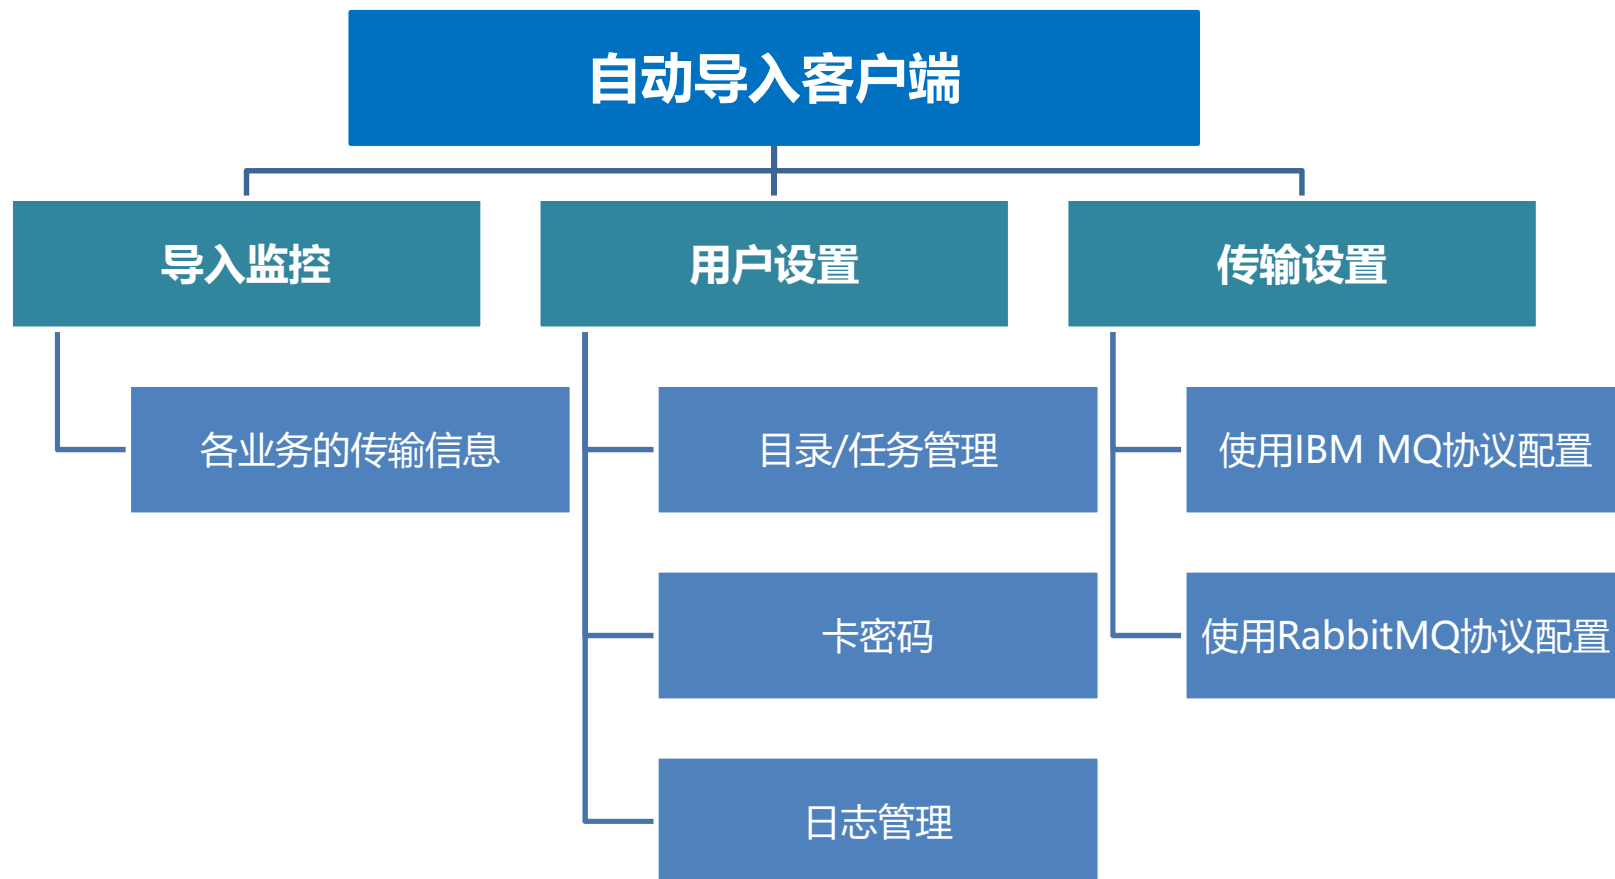 自动导入客户端
导入监控
用户设置
传输设置
各业务的传输信息
目录/任务管理
使用IBM MQ协议配置
卡密码
使用RabbitMQ协议配置
日志管理